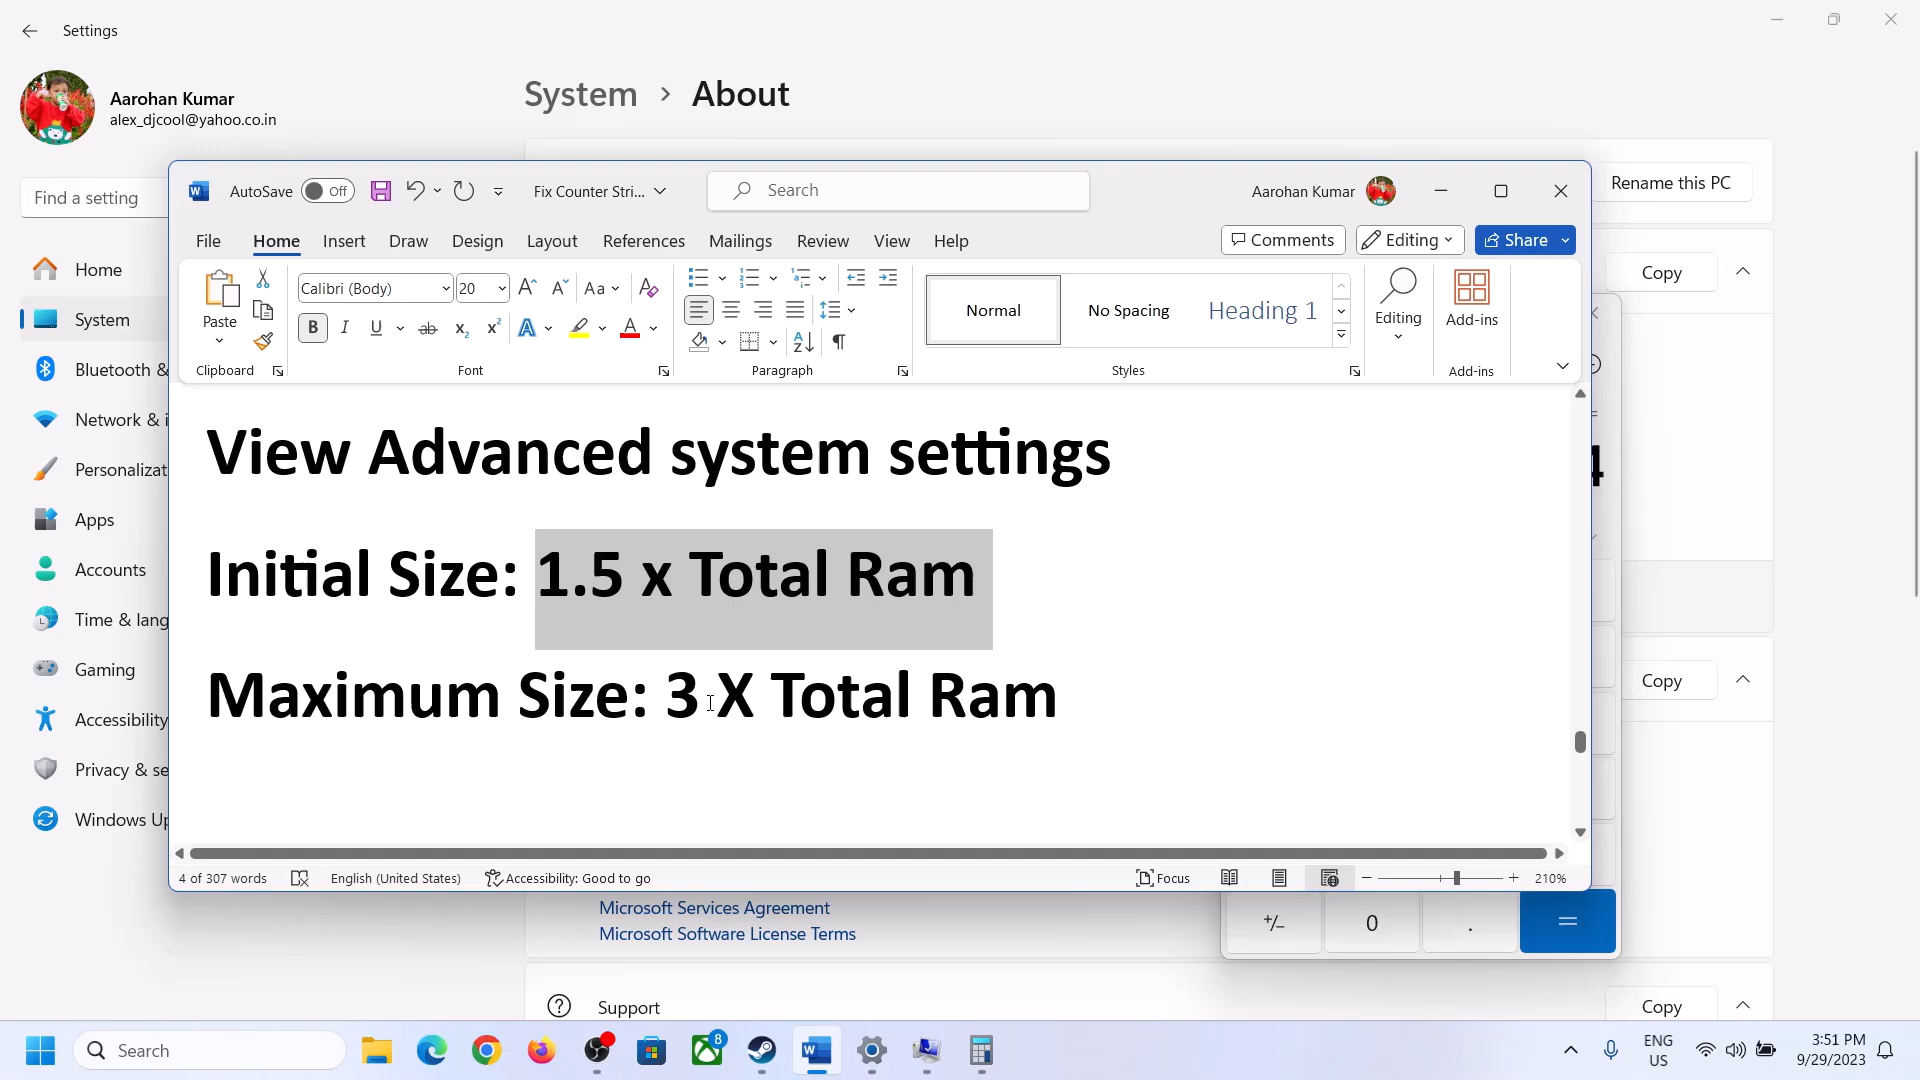 Settings
Aarohan Kumar
alex_djcool@yahoo.co.in
System > About
Find a setting
Rename this PC
Home
System
Bluetooth &
Network & i
Personalizat
Apps
Accounts
Time & lang
Gaming
Accessibility
Privacy & se
Windows Up
Copy
Copy
AutoSave Off
Fix Counter Stri...
Search
Aarohan Kumar
File Home Insert Draw Design Layout References Mailings Review View Help
Comments Editing Share
Paste
Calibri (Body) 20
Normal No Spacing Heading 1
Editing Add-ins
Clipboard Font Paragraph Styles Add-ins
View Advanced system settings
Initial Size: 1.5 x Total Ram
Maximum Size: 3 X Total Ram
4 of 307 words English (United States) Accessibility: Good to go Focus 210%
Microsoft Services Agreement
Microsoft Software License Terms
+/- 0 . =
Support
Copy
Search
8
ENG
US
3:51 PM
9/29/2023